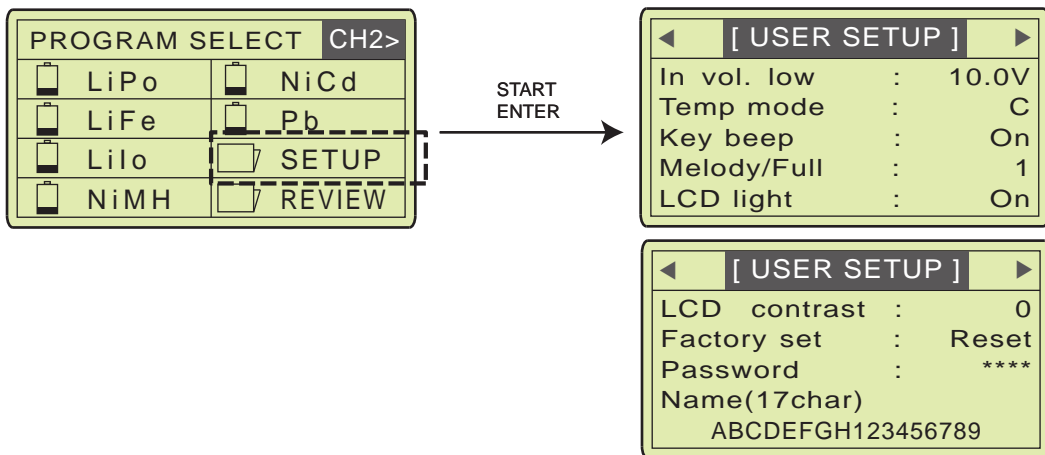 PROGRAM SELECT CH2>
LiPo NiCd
LiFe Pb
LiIo SETUP
NiMH REVIEW
START
ENTER
[ USER SETUP ]
In vol. low : 10.0V
Temp mode : C
Key beep : On
Melody/Full : 1
LCD light : On
[ USER SETUP ]
LCD contrast : 0
Factory set : Reset
Password : ****
Name(17char)
ABCDEFGH123456789